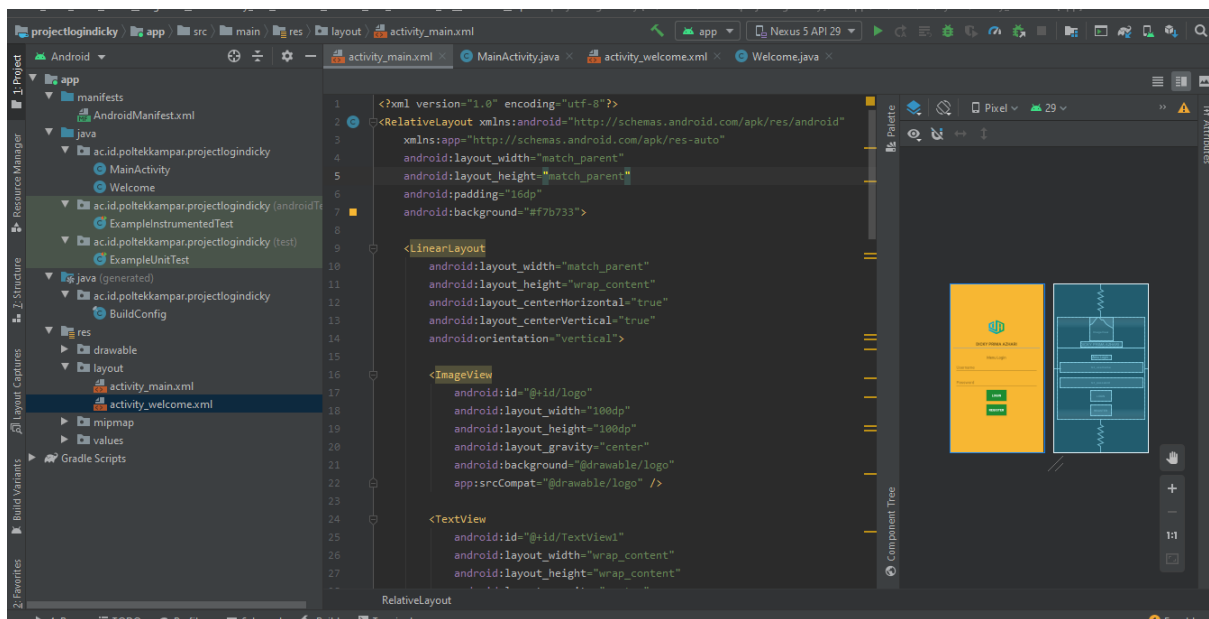 projectlogindicky app src main res layout activity_main.xml
app Nexus 5 API 29
Android
activity_main.xml MainActivity.java activity_welcome.xml Welcome.java
1: Project
Resource Manager
Z: Structure
Layout Captures
Build Variants
2: Favorites
app
manifests
AndroidManifest.xml
java
ac.id.poltekkampar.projectlogindicky
MainActivity
Welcome
ac.id.poltekkampar.projectlogindicky (androidTe
ExampleInstrumentedTest
ac.id.poltekkampar.projectlogindicky (test)
ExampleUnitTest
java (generated)
ac.id.poltekkampar.projectlogindicky
BuildConfig
res
drawable
layout
activity_main.xml
activity_welcome.xml
mipmap
values
Gradle Scripts
1 <?xml version="1.0" encoding="utf-8"?>
2 <RelativeLayout xmlns:android="http://schemas.android.com/apk/res/android"
3 xmlns:app="http://schemas.android.com/apk/res-auto"
4 android:layout_width="match_parent"
5 android:layout_height="match_parent"
6 android:padding="16dp"
7 android:background="#f7b733">
8
9 <LinearLayout
10 android:layout_width="match_parent"
11 android:layout_height="wrap_content"
12 android:layout_centerHorizontal="true"
13 android:layout_centerVertical="true"
14 android:orientation="vertical">
15
16 <ImageView
17 android:id="@+id/logo"
18 android:layout_width="100dp"
19 android:layout_height="100dp"
20 android:layout_gravity="center"
21 android:background="@drawable/logo"
22 app:srcCompat="@drawable/logo" />
23
24 <TextView
25 android:id="@+id/TextView1"
26 android:layout_width="wrap_content"
27 android:layout_height="wrap_content"
RelativeLayout
Palette
Component Tree
Pixel 29
Attributes
DICKY FIRMA AZHARI
LOGIN
REGISTER
1:1